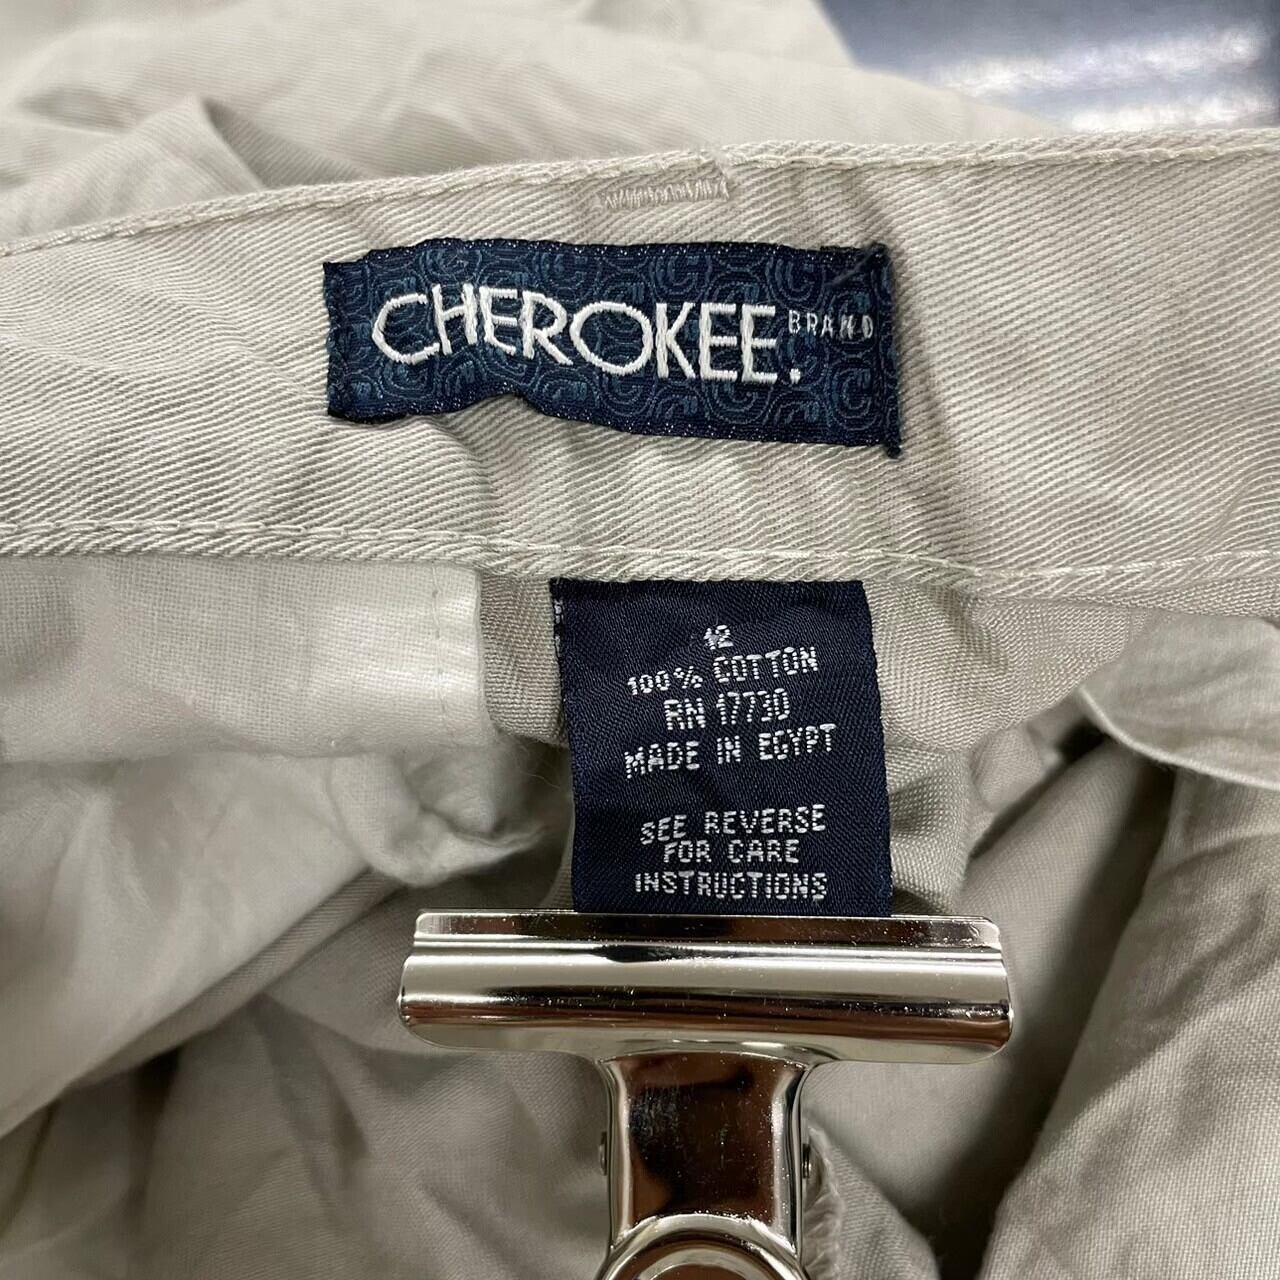 CHEROKEE. BRAND
12
100% COTTON
RN 17730
MADE IN EGYPT
SEE REVERSE
FOR CARE
INSTRUCTIONS